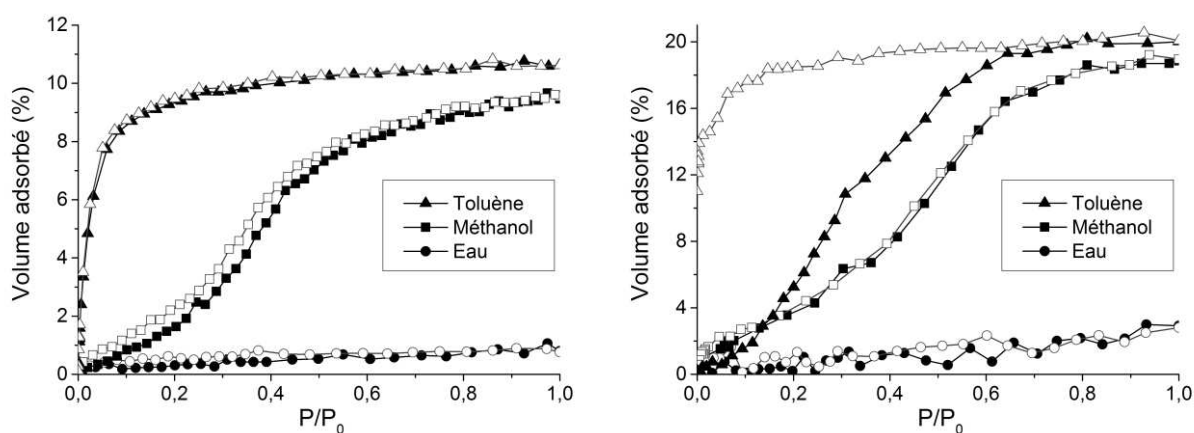 Volume adsorbé (%)
12
10
8
6
4
2
0
0,0
0,2
0,4
0,6
0,8
1,0
P/P0
Toluène
Méthanol
Eau
Volume adsorbé (%)
20
16
12
8
4
0
0,0
0,2
0,4
0,6
0,8
1,0
P/P0
Toluène
Méthanol
Eau